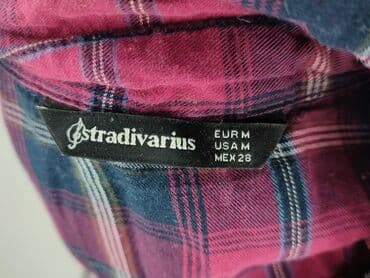 stradivarius
EUR M
USA M
MEX 28